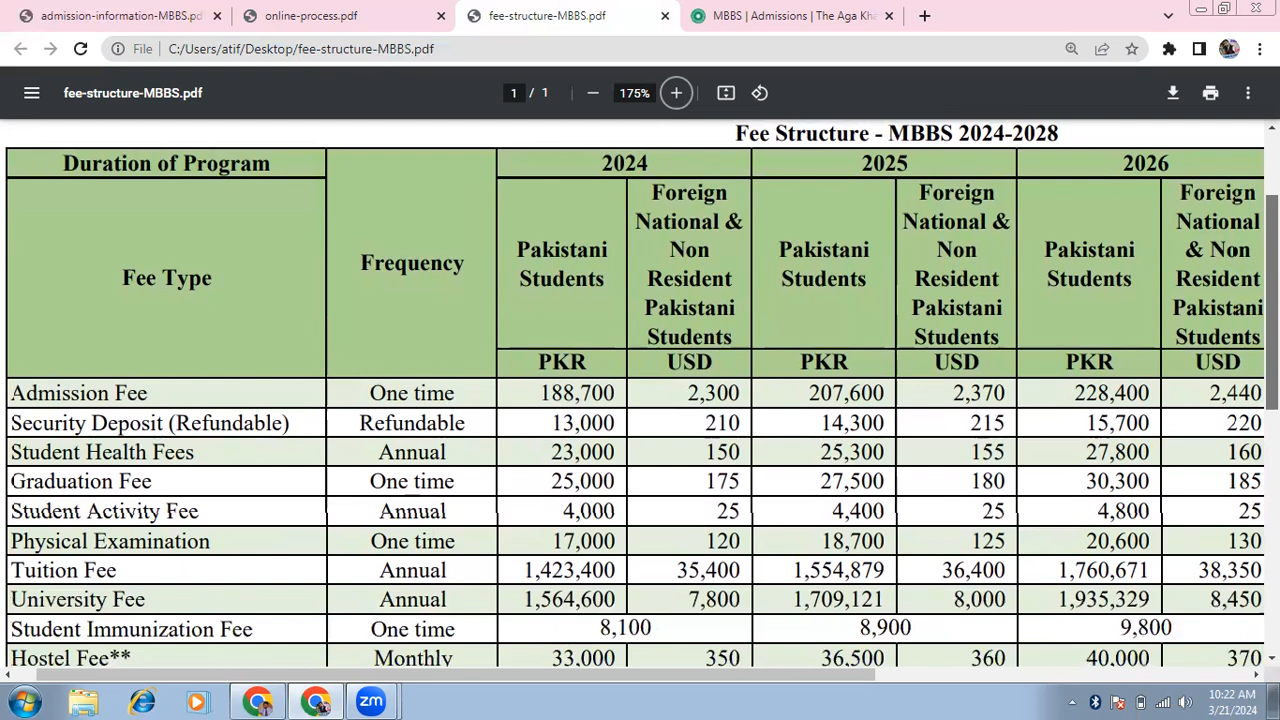 admission-information-MBBS.pd
online-process.pdf
fee-structure-MBBS.pdf
MBBS | Admissions | The Aga Kha
File C:/Users/atif/Desktop/fee-structure-MBBS.pdf
fee-structure-MBBS.pdf 1 / 1 175%
Fee Structure - MBBS 2024-2028
Duration of Program 2024 2025 2026
Fee Type Frequency Pakistani Students Foreign National & Non Resident Pakistani Students Pakistani Students Foreign National & Non Resident Pakistani Students Pakistani Students Foreign National & Non Resident Pakistani Students
PKR USD PKR USD PKR USD
Admission Fee One time 188,700 2,300 207,600 2,370 228,400 2,440
Security Deposit (Refundable) Refundable 13,000 210 14,300 215 15,700 220
Student Health Fees Annual 23,000 150 25,300 155 27,800 160
Graduation Fee One time 25,000 175 27,500 180 30,300 185
Student Activity Fee Annual 4,000 25 4,400 25 4,800 25
Physical Examination One time 17,000 120 18,700 125 20,600 130
Tuition Fee Annual 1,423,400 35,400 1,554,879 36,400 1,760,671 38,350
University Fee Annual 1,564,600 7,800 1,709,121 8,000 1,935,329 8,450
Student Immunization Fee One time 8,100 8,900 9,800
Hostel Fee** Monthly 33,000 350 36,500 360 40,000 370
zm
10:22 AM
3/21/2024